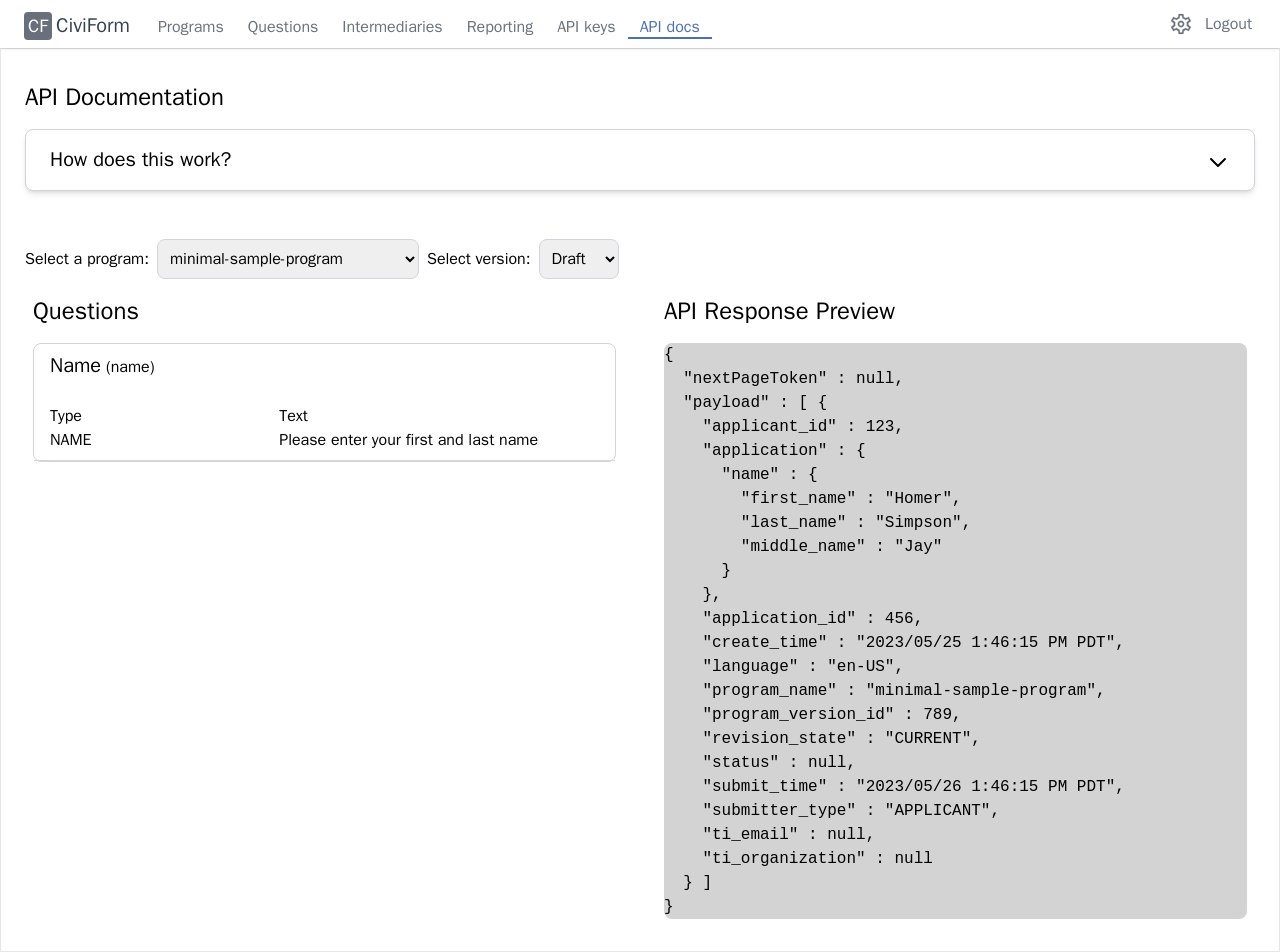 CF CiviForm Programs Questions Intermediaries Reporting API keys API docs Logout
API Documentation
How does this work?
Select a program: minimal-sample-program Select version: Draft
Questions
Name (name)
Type Text
NAME Please enter your first and last name
API Response Preview
{
  "nextPageToken" : null,
  "payload" : [ {
    "applicant_id" : 123,
    "application" : {
      "name" : {
        "first_name" : "Homer",
        "last_name" : "Simpson",
        "middle_name" : "Jay"
      }
    },
    "application_id" : 456,
    "create_time" : "2023/05/25 1:46:15 PM PDT",
    "language" : "en-US",
    "program_name" : "minimal-sample-program",
    "program_version_id" : 789,
    "revision_state" : "CURRENT",
    "status" : null,
    "submit_time" : "2023/05/26 1:46:15 PM PDT",
    "submitter_type" : "APPLICANT",
    "ti_email" : null,
    "ti_organization" : null
  } ]
}